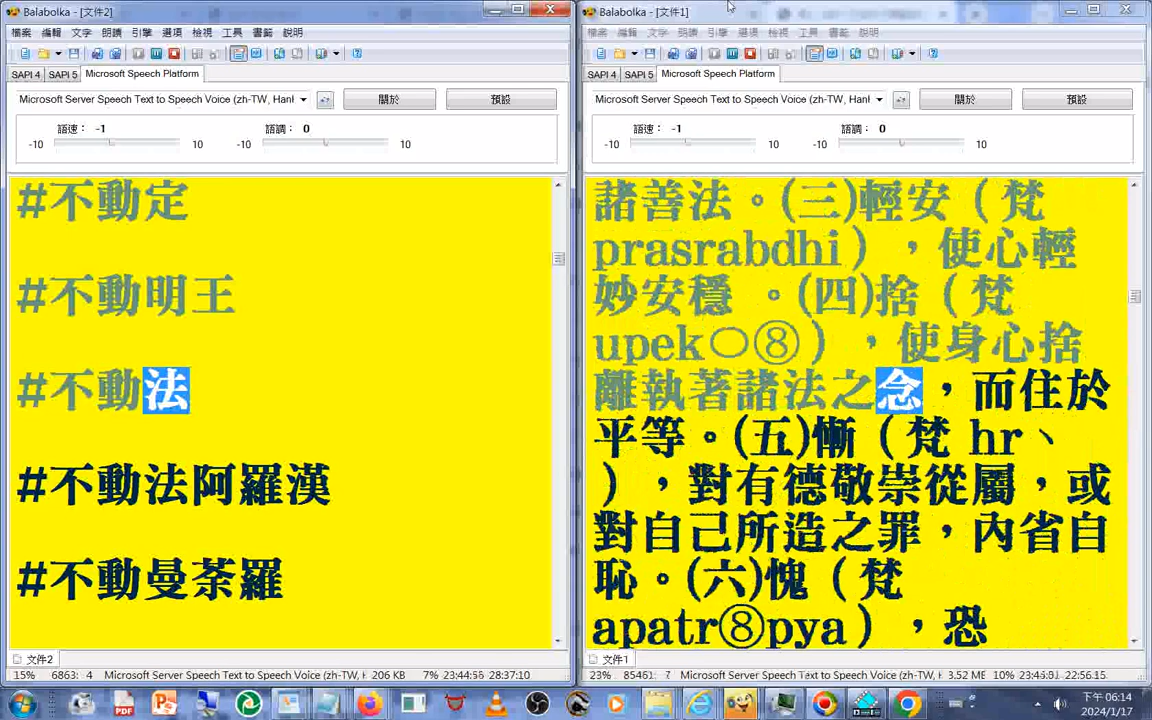 Balabolka - [文件2]
檔案 編輯 文字 朗讀 引擎 選項 檢視 工具 書籤 說明
SAPI 4 SAPI 5 Microsoft Speech Platform
Microsoft Server Speech Text to Speech Voice (zh-TW, Hanl
關於 預設
語速： -1 語調： 0
-10 10 -10 10
#不動定
#不動明王
#不動法
#不動法阿羅漢
#不動曼荼羅
文件2
15% 6863: 4 Microsoft Server Speech Text to Speech Voice (zh-TW, H 206 KB 7% 23:44:56 28:37:10
Balabolka - [文件1]
檔案 編輯 文字 朗讀 引擎 選項 檢視 工具 書籤 說明
SAPI 4 SAPI 5 Microsoft Speech Platform
Microsoft Server Speech Text to Speech Voice (zh-TW, Hanl
關於 預設
語速： -1 語調： 0
-10 10 -10 10
諸善法。(三)輕安（梵
prasrabdhi），使心輕
妙安穩 。(四)捨（梵
upek○⑧），使身心捨
離執著諸法之念，而住於
平等。(五)慚（梵 hr、
），對有德敬崇從屬，或
對自己所造之罪，內省自
恥。(六)愧（梵
apatr⑧pya），恐
文件1
23% 85461: 7 Microsoft Server Speech Text to Speech Voice (zh-TW, H 3.52 MB 10% 22:56:15
下午 06:14
2024/1/17